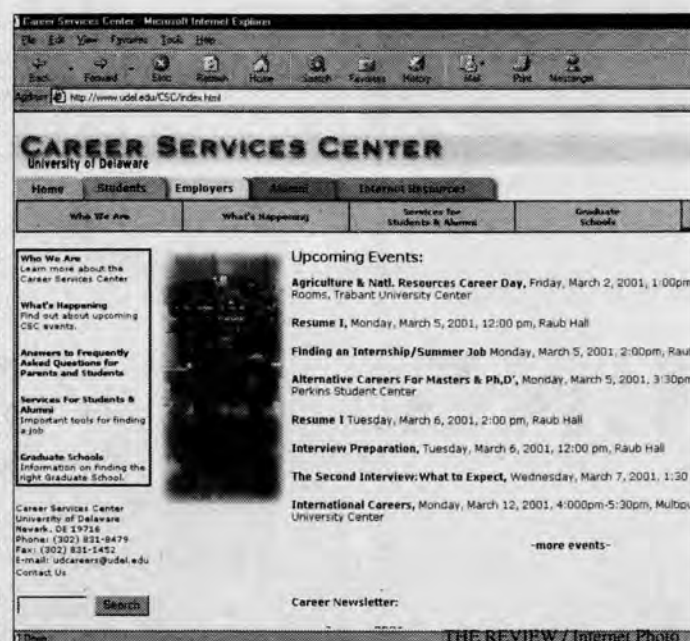 Career Services Center - Microsoft Internet Explorer
File Edit View Favorites Tools Help
Back Forward Stop Refresh Home Search Favorites History Mail Print Messenger
Address http://www.udel.edu/CSC/index.html
CAREER SERVICES CENTER
University of Delaware
Home Students Employers Alumni Internet Resources
Who We Are What's Happening Services for Students & Alumni Graduate Schools
Who We Are
Learn more about the
Career Services Center
What's Happening
Find out about upcoming
CSC events.
Answers to Frequently
Asked Questions for
Parents and Students
Services For Students &
Alumni
Important tools for finding
a job
Graduate Schools
Information on finding the
right Graduate School.
Career Services Center
University of Delaware
Newark, DE 19716
Phone: (302) 831-8479
Fax: (302) 831-1452
E-mail: udcareers@udel.edu
Contact Us
Search
Upcoming Events:
Agriculture & Natl. Resources Career Day, Friday, March 2, 2001, 1:00pm
Rooms, Trabant University Center
Resume I, Monday, March 5, 2001, 12:00 pm, Raub Hall
Finding an Internship/Summer Job Monday, March 5, 2001, 2:00pm, Rau
Alternative Careers For Masters & Ph,D', Monday, March 5, 2001, 3:30pm
Perkins Student Center
Resume I Tuesday, March 6, 2001, 2:00 pm, Raub Hall
Interview Preparation, Tuesday, March 6, 2001, 12:00 pm, Raub Hall
The Second Interview:What to Expect, Wednesday, March 7, 2001, 1:30
International Careers, Monday, March 12, 2001, 4:000pm-5:30pm, Multipu
University Center
-more events-
Career Newsletter:
Done
THE REVIEW / Internet Photo